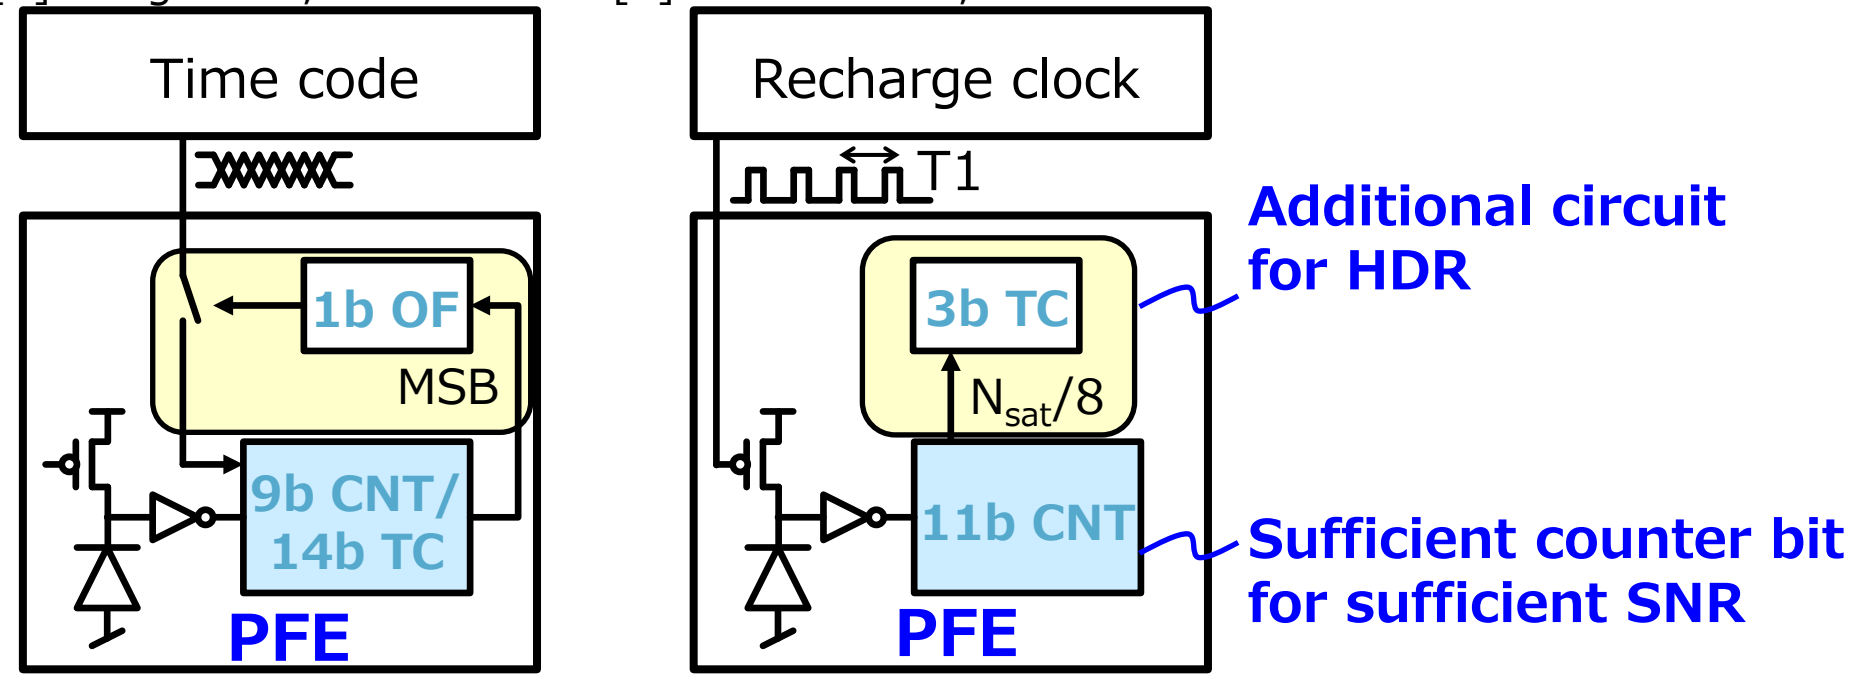 Time code
1b OF
MSB
9b CNT/
14b TC
PFE
Recharge clock
T1
3b TC
Nsat/8
11b CNT
PFE
Additional circuit
for HDR
Sufficient counter bit
for sufficient SNR